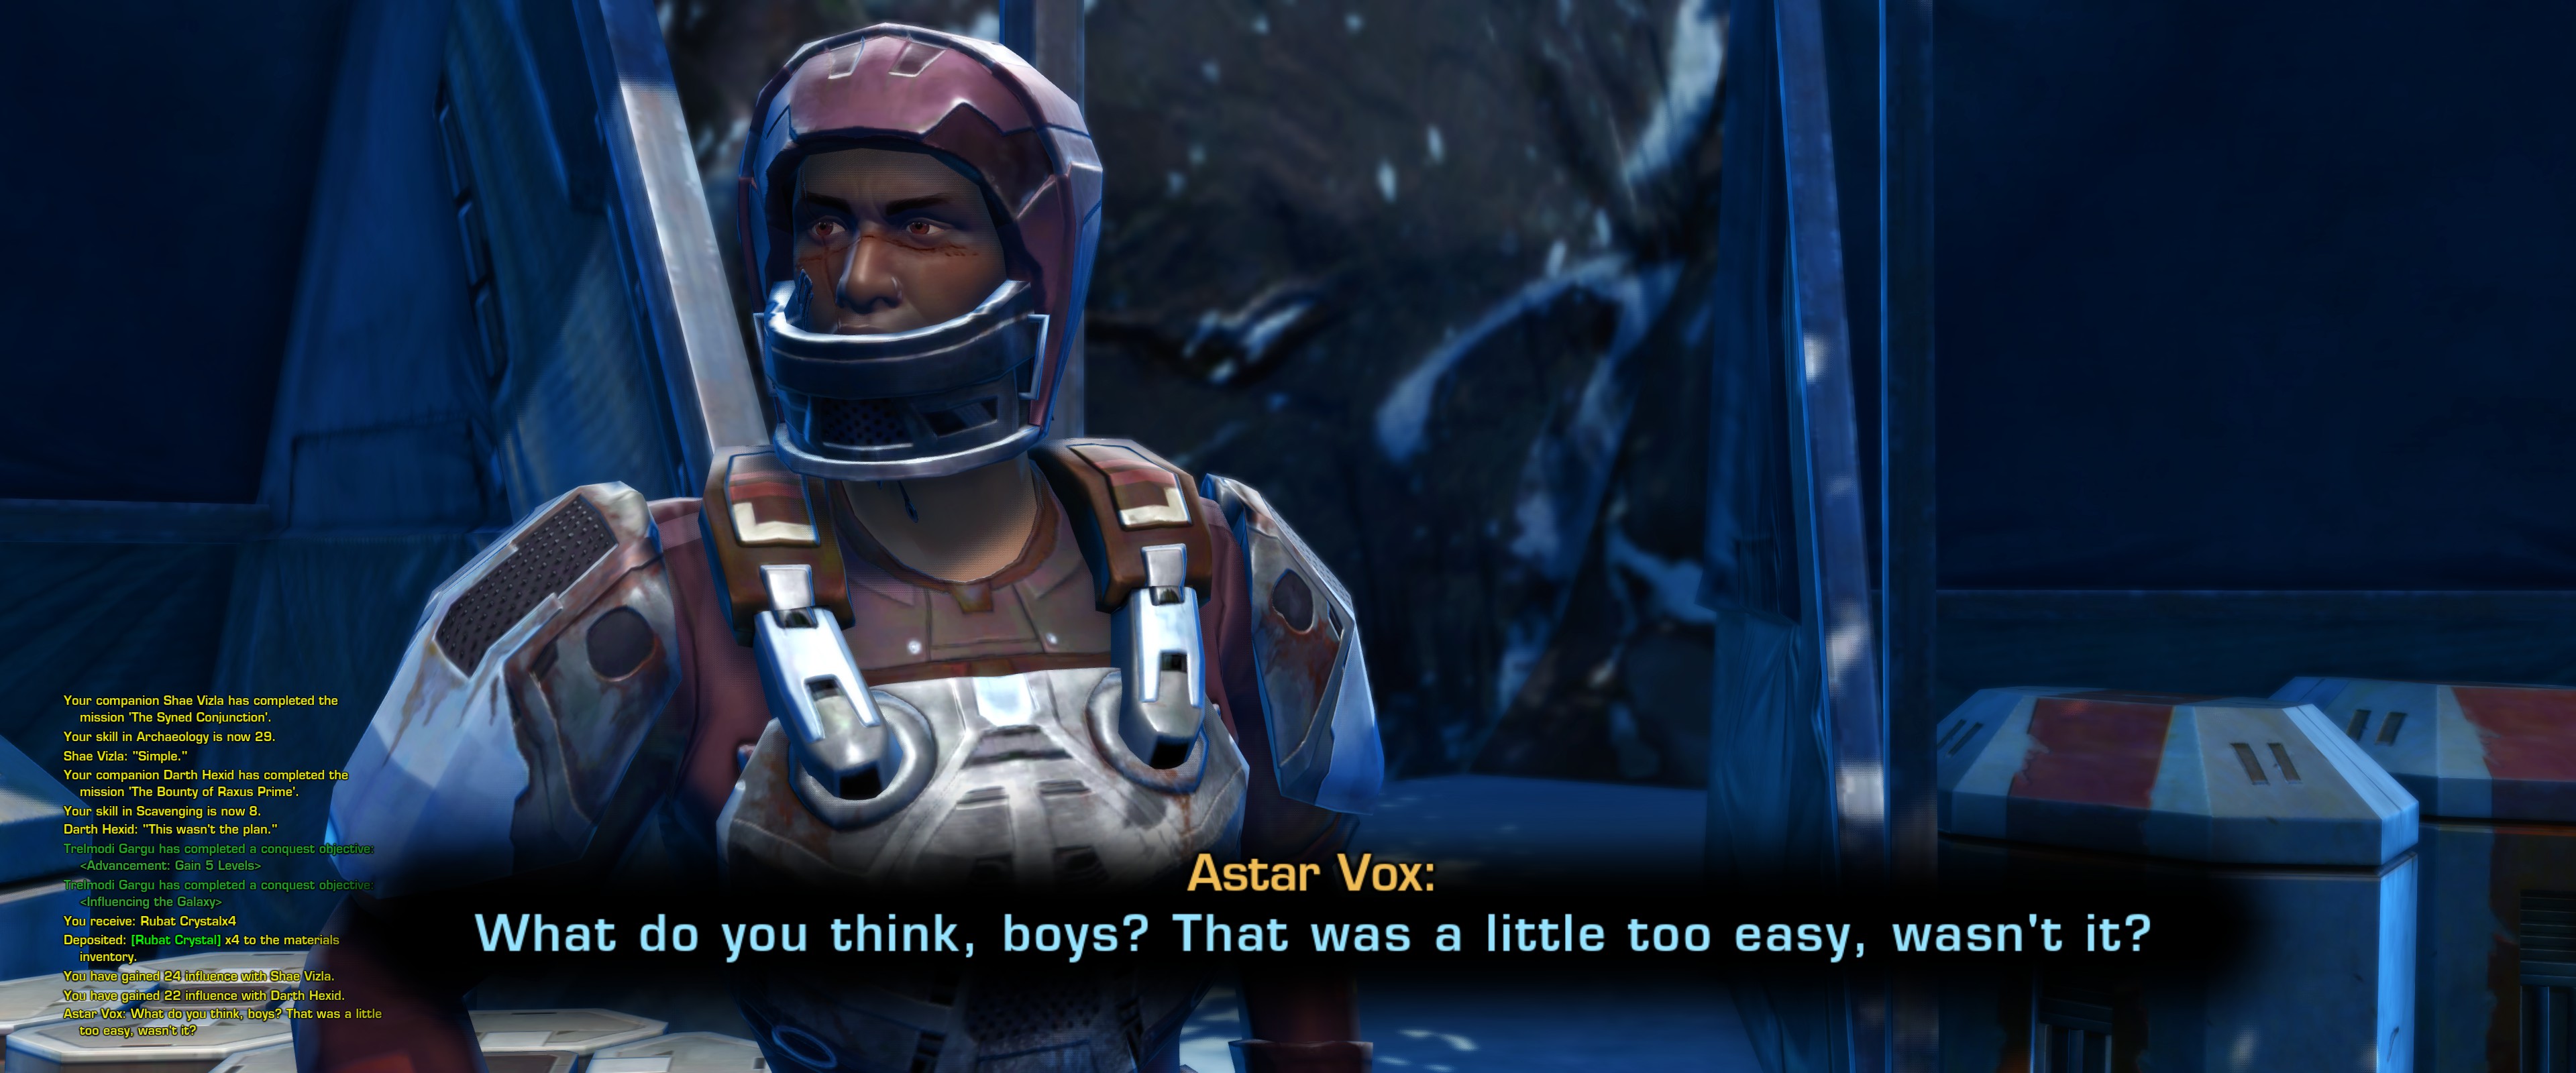 Your companion Shae Vizla has completed the
mission 'The Syned Conjunction'.
Your skill in Archaeology is now 29.
Shae Vizla: "Simple."
Your companion Darth Hexid has completed the
mission 'The Bounty of Raxus Prime'.
Your skill in Scavenging is now 8.
Darth Hexid: "This wasn't the plan."
Trelmodi Gargu has completed a conquest objective:
<Advancement: Gain 5 Levels>
Trelmodi Gargu has completed a conquest objective:
<Influencing the Galaxy>
You receive: Rubat Crystalx4
Deposited: [Rubat Crystal] x4 to the materials
inventory.
You have gained 24 influence with Shae Vizla.
You have gained 22 influence with Darth Hexid.
Astar Vox: What do you think, boys? That was a little
too easy, wasn't it?
Astar Vox:
What do you think, boys? That was a little too easy, wasn't it?